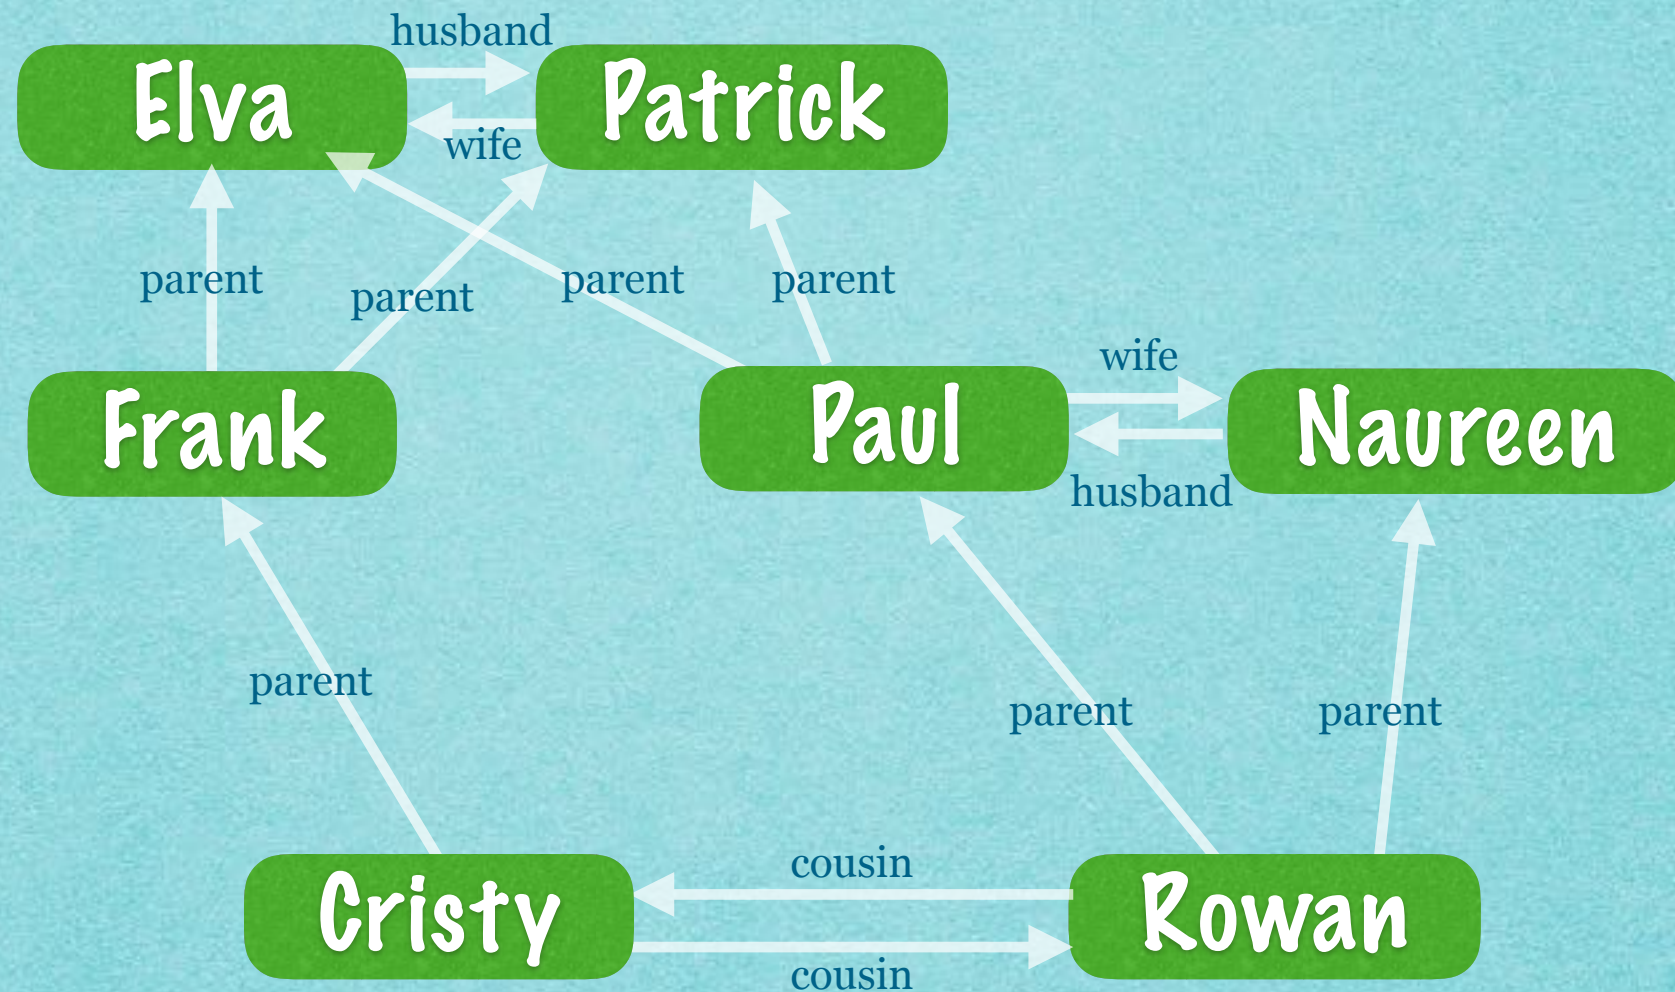 husband
Elva
Patrick
wife
parent
parent
parent
parent
wife
Frank
Paul
Naureen
husband
parent
parent
parent
cousin
Cristy
Rowan
cousin